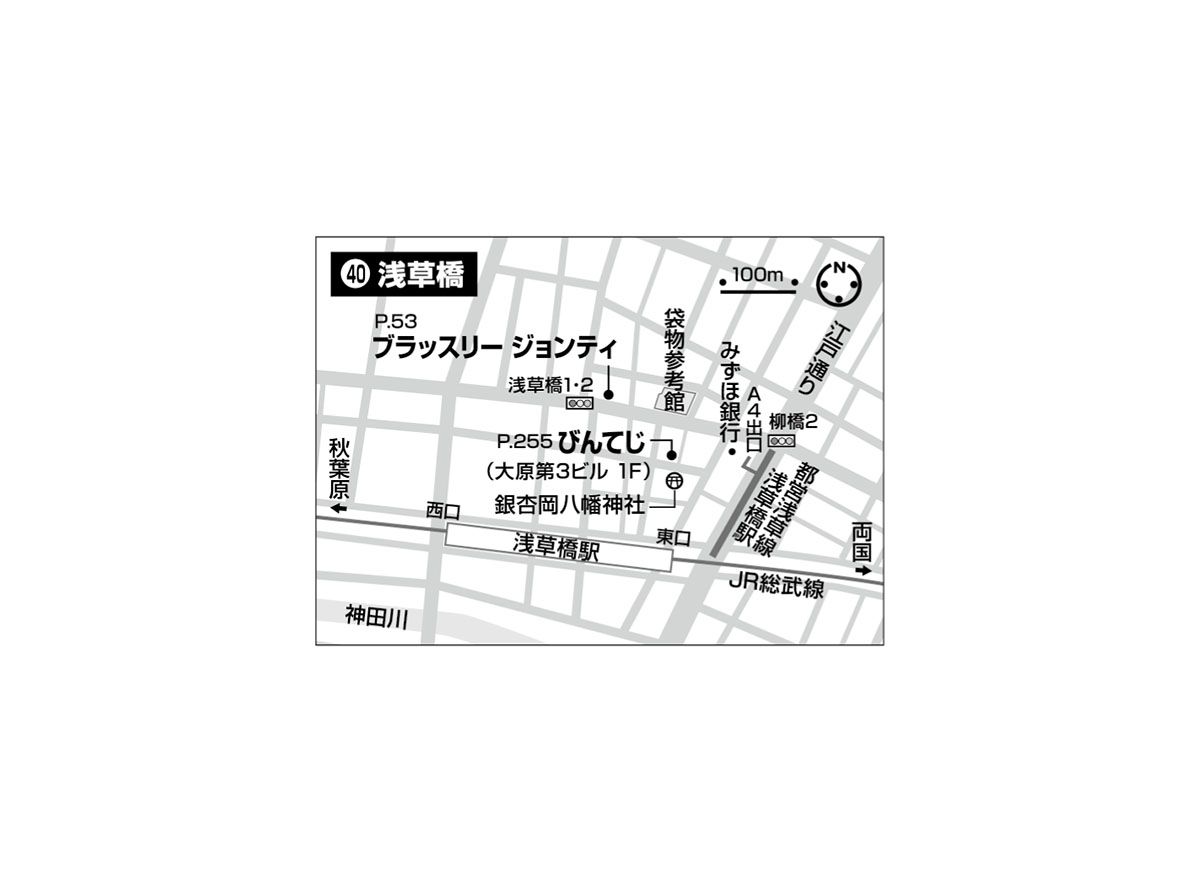 40 浅草橋
100m
N
P.53
ブラッスリー ジョンティ
浅草橋1・2
袋物参考館
みずほ銀行
A4出口
江戸通り
柳橋2
P.255 びんてじ
(大原第3ビル 1F)
銀杏岡八幡神社
秋葉原
西口
浅草橋駅
東口
都営浅草線
浅草橋駅
両国
JR総武線
神田川